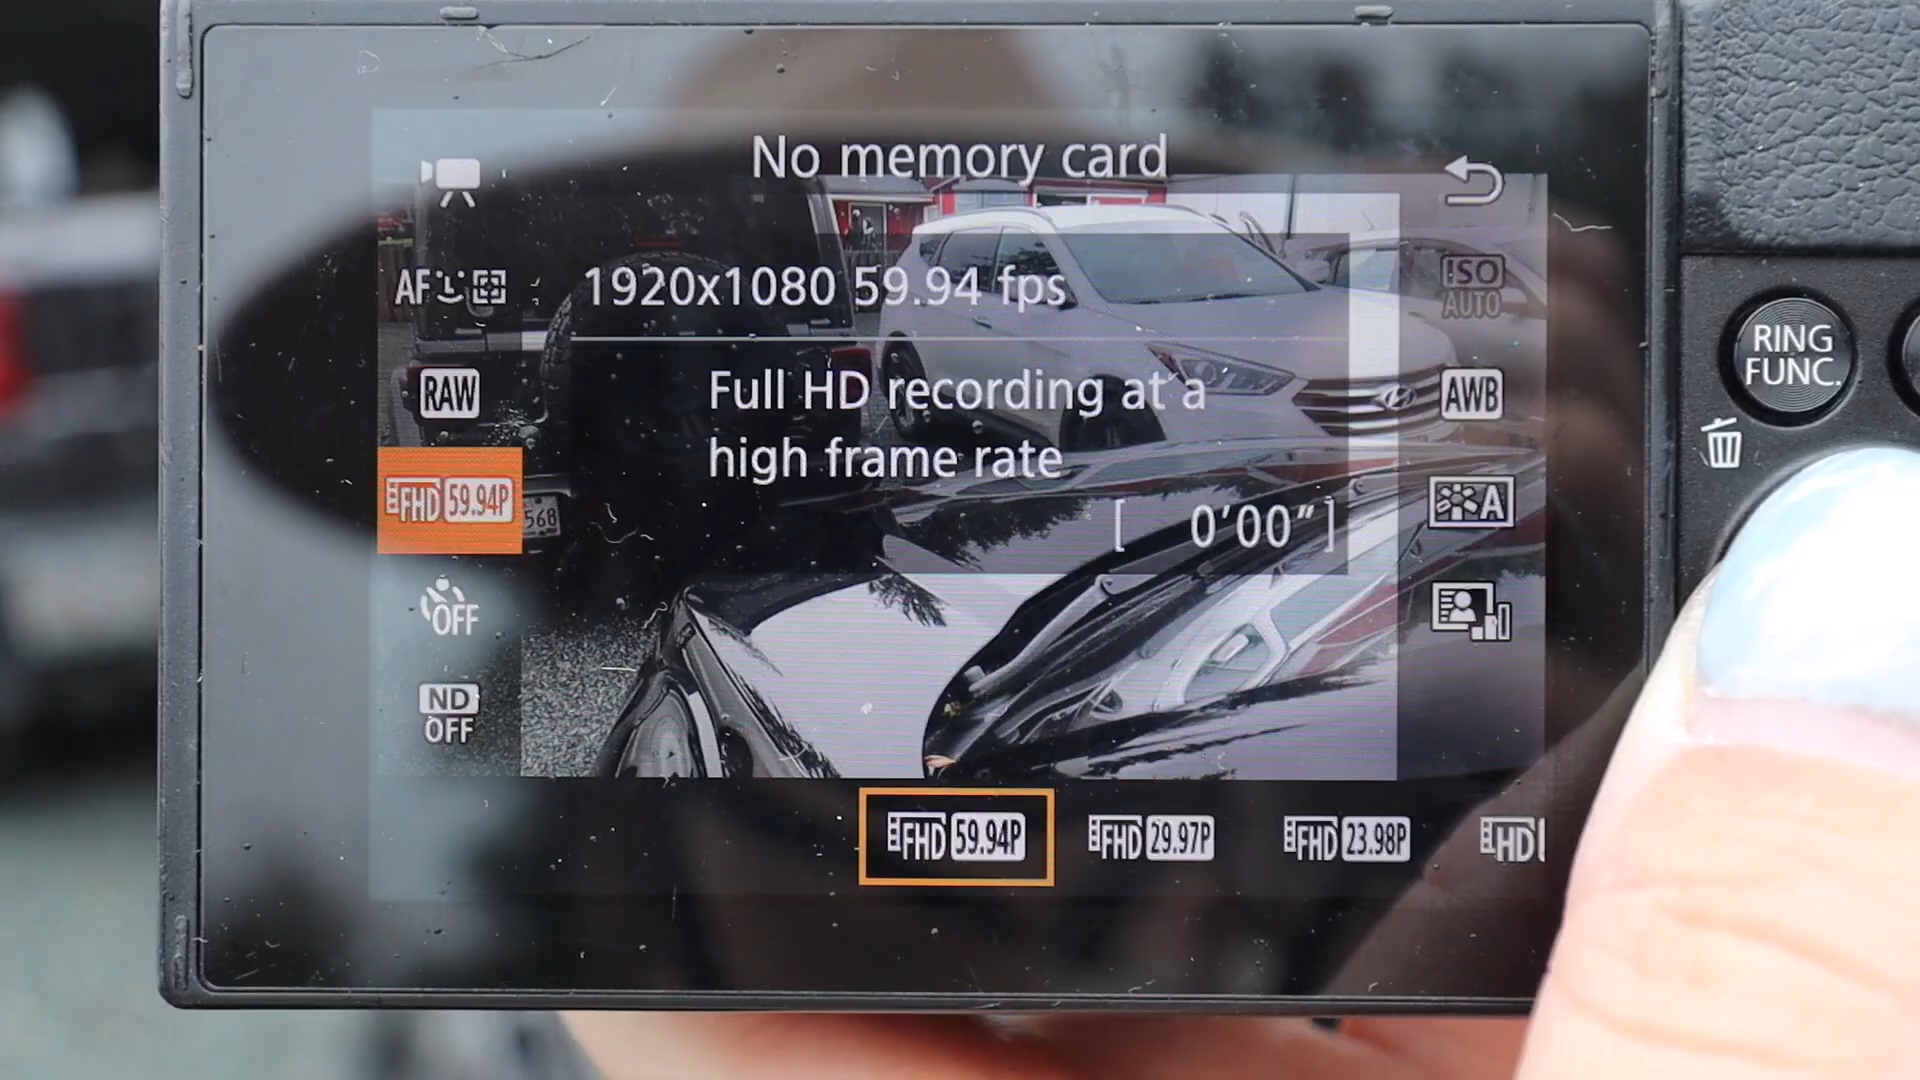 No memory card
AF
1920x1080 59.94 fps
ISO
AUTO
RING
FUNC.
RAW
Full HD recording at a
high frame rate
AWB
FHD 59.94P
568
[ 0'00"]
A
OFF
ND
OFF
FHD 59.94P
FHD 29.97P
FHD 23.98P
HD